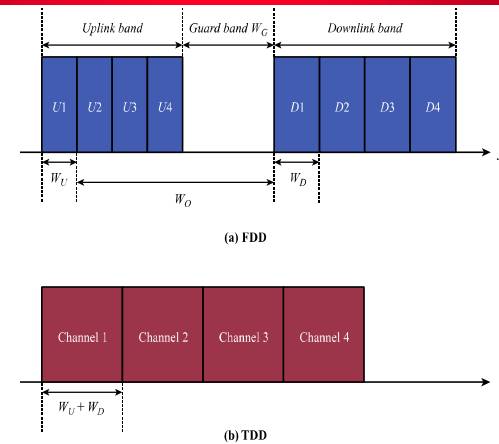 Uplink band Guard band W_G Downlink band
U1 U2 U3 U4 D1 D2 D3 D4
W_U W_D
W_O
(a) FDD
Channel 1 Channel 2 Channel 3 Channel 4
W_U + W_D
(b) TDD